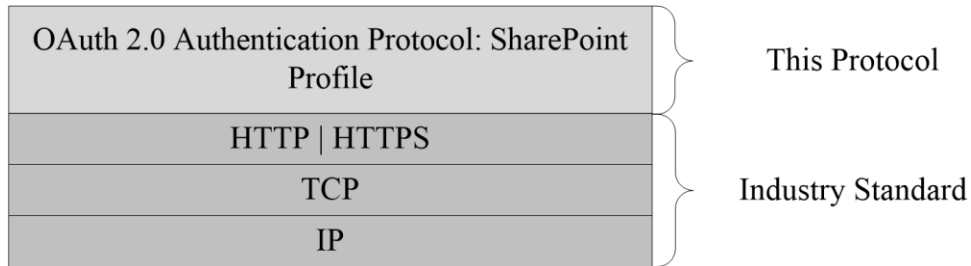 OAuth 2.0 Authentication Protocol: SharePoint
Profile
This Protocol
HTTP | HTTPS
TCP
IP
Industry Standard